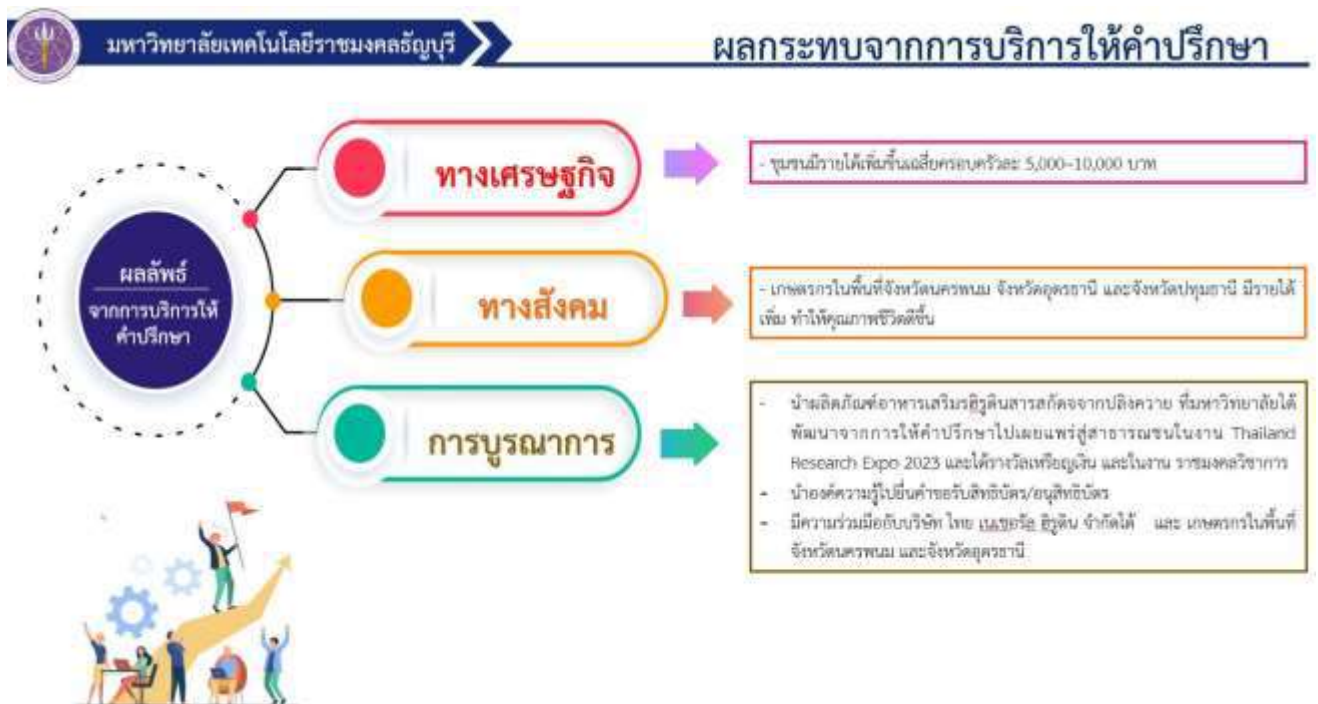 มหาวิทยาลัยเทคโนโลยีราชมงคลธัญบุรี
ผลกระทบจากการบริการให้คำปรึกษา
ผลลัพธ์
จากการบริการให้
คำปรึกษา
ทางเศรษฐกิจ
- ชุมชนมีรายได้เพิ่มขึ้นเฉลี่ยครอบครัวละ 5,000–10,000 บาท
ทางสังคม
- เกษตรกรในพื้นที่จังหวัดนครพนม จังหวัดอุดรธานี และจังหวัดปทุมธานี มีรายได้
เพิ่ม ทำให้คุณภาพชีวิตดีขึ้น
การบูรณาการ
- นำผลิตภัณฑ์อาหารเสริมรฮิรูดินสารสกัดจจากปลิงควาย ที่มหาวิทยาลัยได้
พัฒนาจากการให้คำปรึกษาไปเผยแพร่สู่สาธารณชนในงาน Thailand
Research Expo 2023 และได้รางวัลเหรียญเงิน และในงาน ราชมงคลวิชาการ
- นำองค์ความรู้ไปยื่นคำขอรับสิทธิบัตร/อนุสิทธิบัตร
- มีความร่วมมือกับบริษัท ไทย เนเชอรัล ฮิรูดิน จำกัดได้ และ เกษตรกรในพื้นที่
จังหวัดนครพนม และจังหวัดอุดรธานี